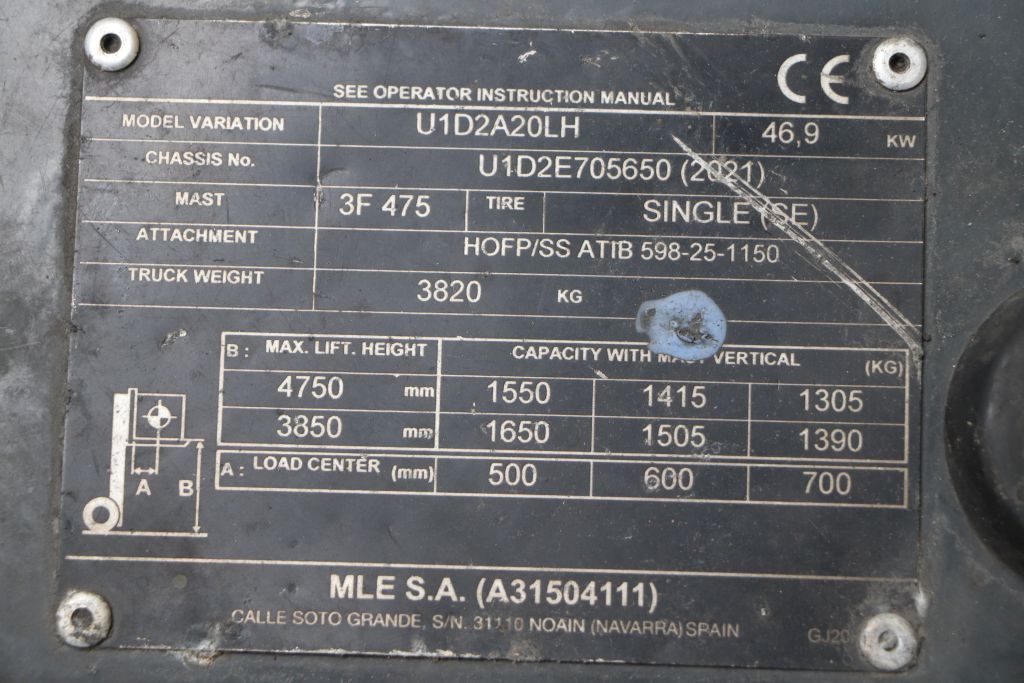 CE
SEE OPERATOR INSTRUCTION MANUAL
MODEL VARIATION U1D2A20LH 46,9 KW
CHASSIS No. U1D2E705650 (2021)
MAST 3F 475 TIRE SINGLE (SE)
ATTACHMENT HOFP/SS ATIB 598-25-1150
TRUCK WEIGHT 3820 KG
B : MAX. LIFT. HEIGHT CAPACITY WITH MAST VERTICAL (KG)
4750 mm 1550 1415 1305
3850 mm 1650 1505 1390
A : LOAD CENTER (mm) 500 600 700
A B
MLE S.A. (A31504111)
CALLE SOTO GRANDE, S/N. 31110 NOAIN (NAVARRA) SPAIN